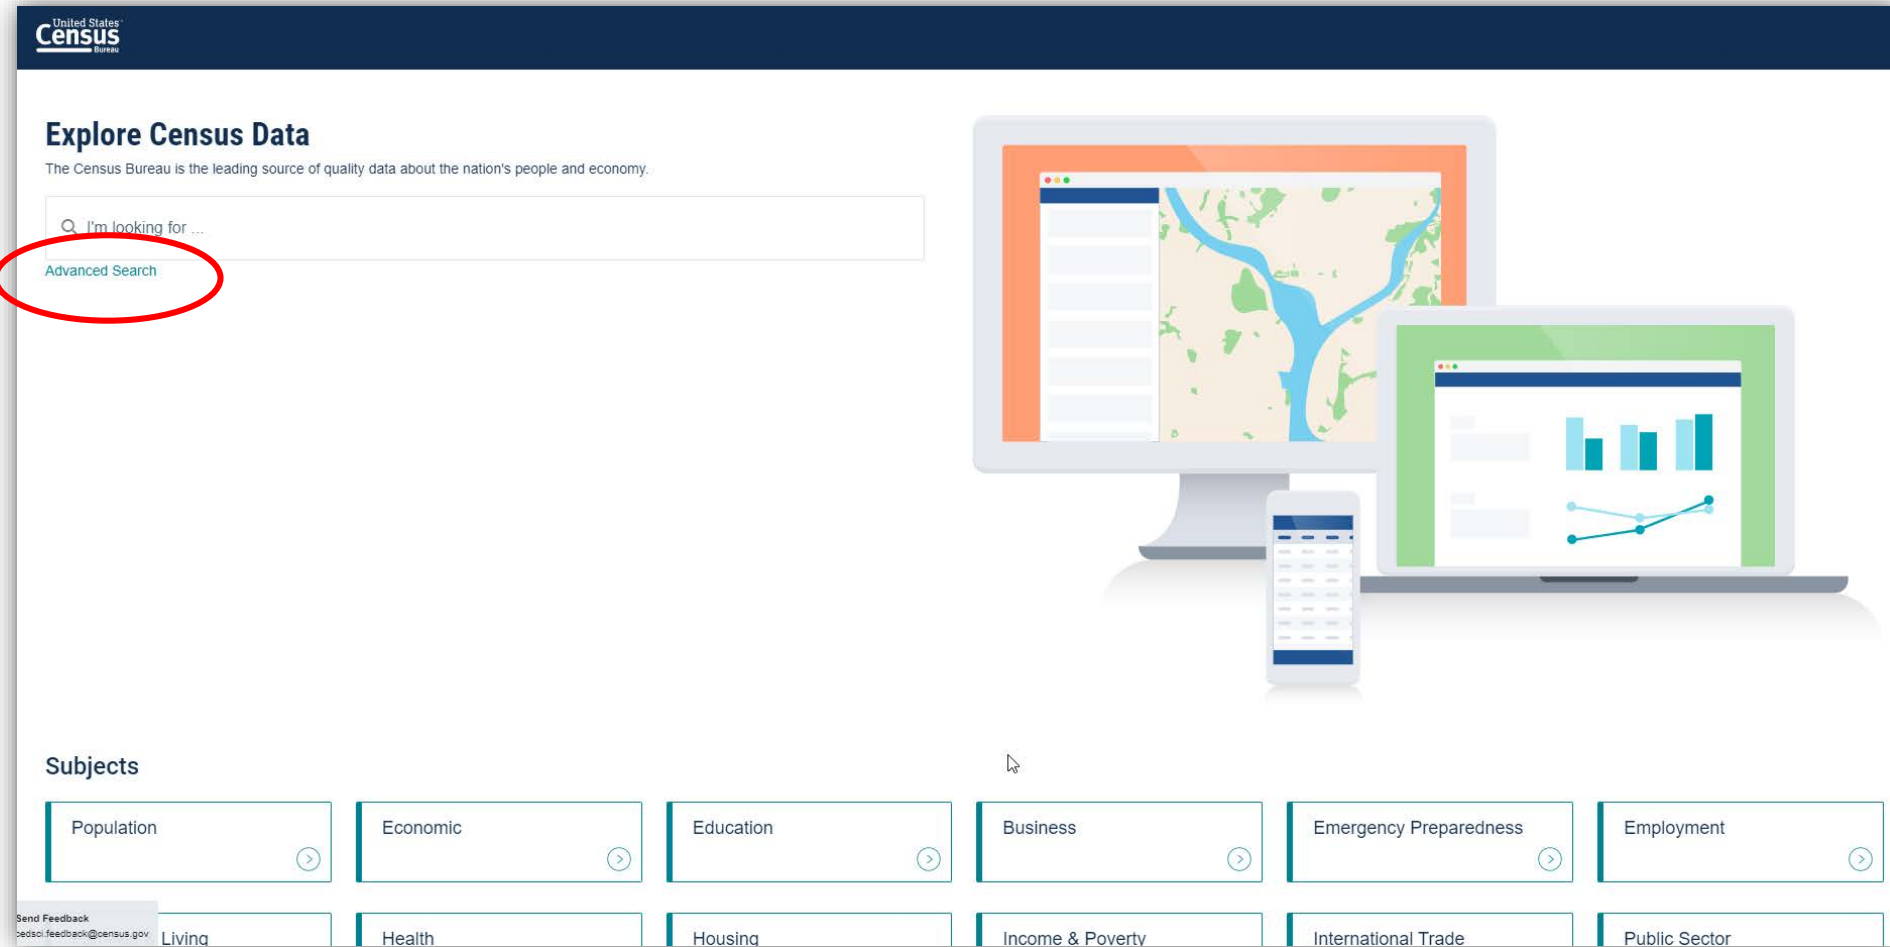 United States
Census
Bureau
Explore Census Data
The Census Bureau is the leading source of quality data about the nation's people and economy.
I'm looking for ...
Advanced Search
Subjects
Population
Economic
Education
Business
Emergency Preparedness
Employment
Send Feedback
cedsci.feedback@census.gov
Living
Health
Housing
Income & Poverty
International Trade
Public Sector